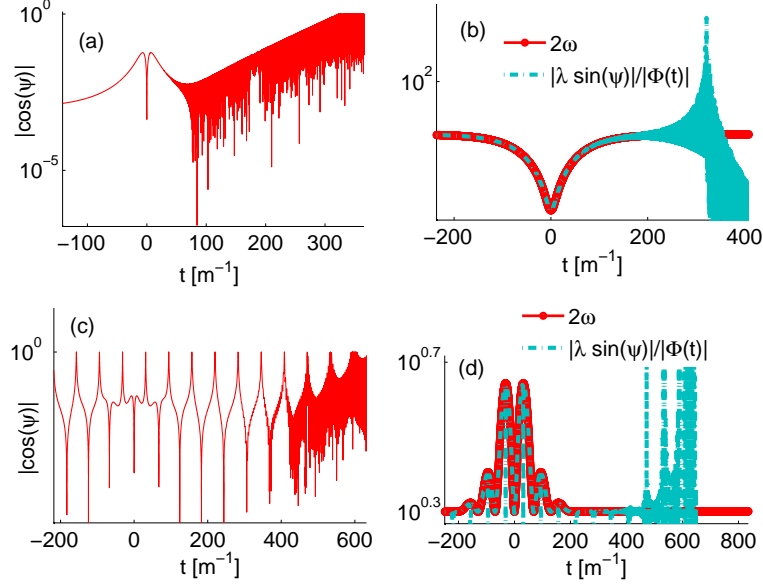 (a)
|cos(ψ)|
10^0
10^−5
−100 0 100 200 300
t [m^−1]
(b)
2ω
|λ sin(ψ)|/|Φ(t)|
10^2
−200 0 200 400
t [m^−1]
(c)
|cos(ψ)|
10^0
−200 0 200 400 600
t [m^−1]
(d)
2ω
|λ sin(ψ)|/|Φ(t)|
10^0.7
10^0.3
−200 0 200 400 600 800
t [m^−1]